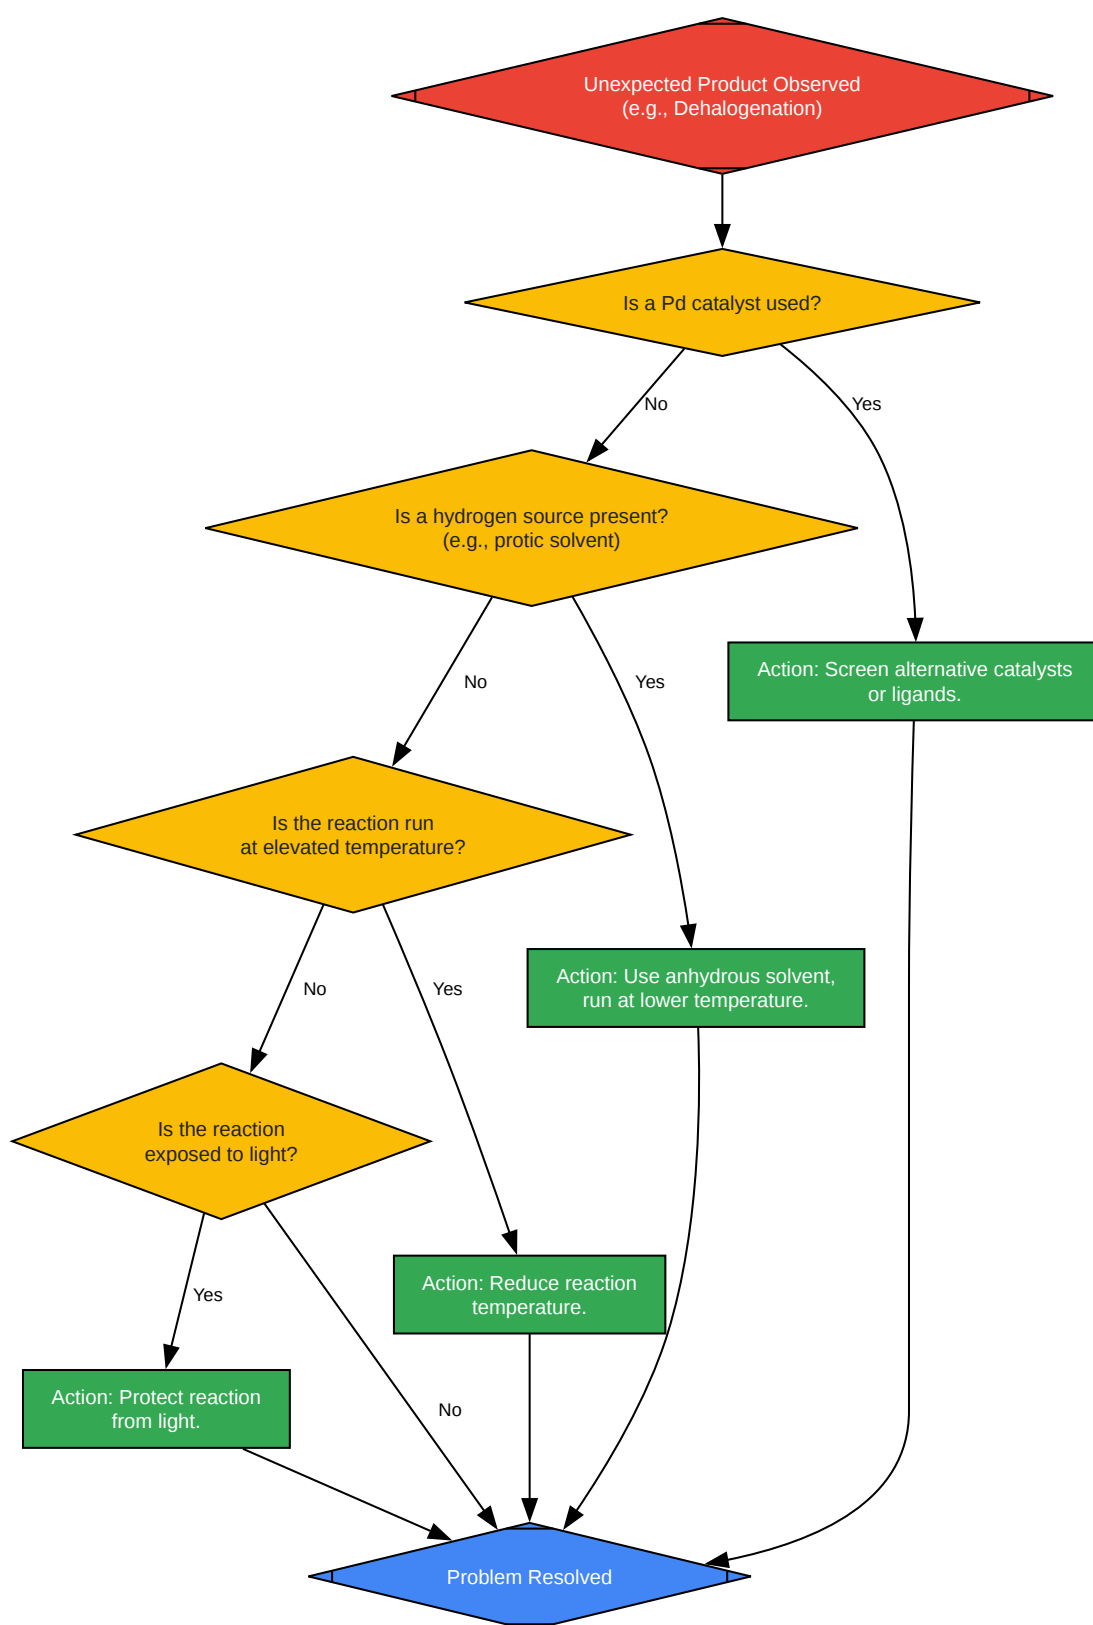 Unexpected Product Observed
(e.g., Dehalogenation)
Is a Pd catalyst used?
No
Yes
Is a hydrogen source present?
(e.g., protic solvent)
Action: Screen alternative catalysts
or ligands.
No
Yes
Is the reaction run
at elevated temperature?
Action: Use anhydrous solvent,
run at lower temperature.
No
Yes
Is the reaction
exposed to light?
Action: Reduce reaction
temperature.
Yes
No
Action: Protect reaction
from light.
Problem Resolved